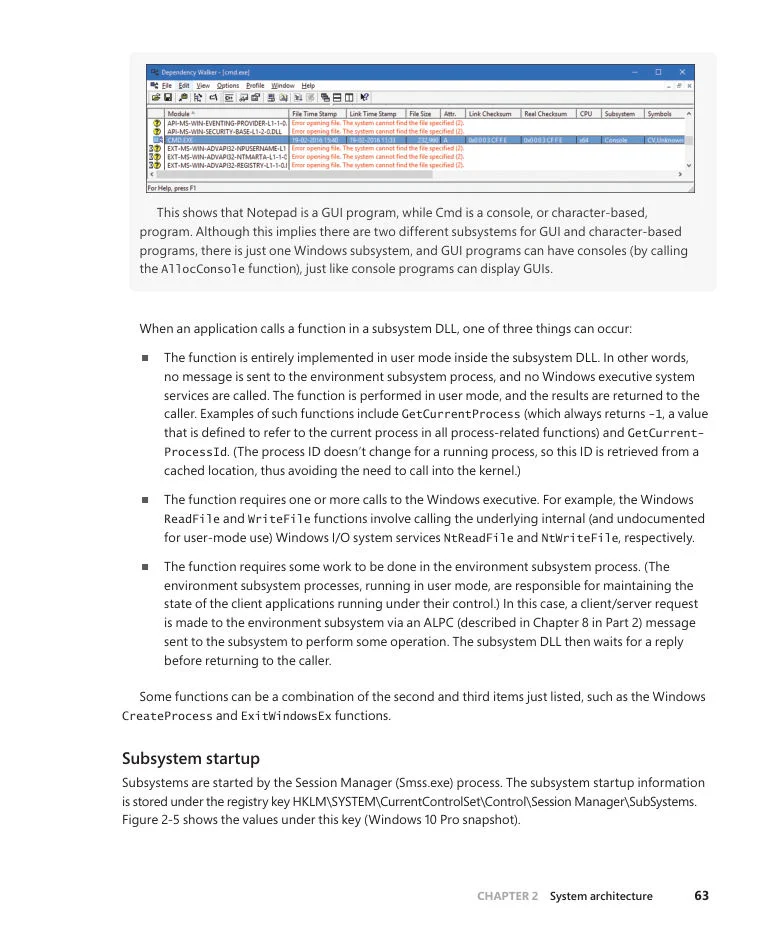 Dependency Walker - [cmd.exe]
File Edit View Options Profile Window Help
Module ^ File Time Stamp Link Time Stamp File Size Attr. Link Checksum Real Checksum CPU Subsystem Symbols
API-MS-WIN-EVENTING-PROVIDER-L1-1-0. Error opening file. The system cannot find the file specified (2).
API-MS-WIN-SECURITY-BASE-L1-2-0.DLL Error opening file. The system cannot find the file specified (2).
CMD.EXE 19-02-2016 15:40 19-02-2016 11:33 232,960 A 0x0003CFFE 0x0003CFFE x64 Console CV,Unknown
EXT-MS-WIN-ADVAPI32-NPUSERNAME-L1 Error opening file. The system cannot find the file specified (2).
EXT-MS-WIN-ADVAPI32-NTMARTA-L1-1-0 Error opening file. The system cannot find the file specified (2).
EXT-MS-WIN-ADVAPI32-REGISTRY-L1-1-0.I Error opening file. The system cannot find the file specified (2).
For Help, press F1
This shows that Notepad is a GUI program, while Cmd is a console, or character-based,
program. Although this implies there are two different subsystems for GUI and character-based
programs, there is just one Windows subsystem, and GUI programs can have consoles (by calling
the AllocConsole function), just like console programs can display GUIs.
When an application calls a function in a subsystem DLL, one of three things can occur:
■ The function is entirely implemented in user mode inside the subsystem DLL. In other words,
no message is sent to the environment subsystem process, and no Windows executive system
services are called. The function is performed in user mode, and the results are returned to the
caller. Examples of such functions include GetCurrentProcess (which always returns –1, a value
that is defined to refer to the current process in all process-related functions) and GetCurrent-
ProcessId. (The process ID doesn't change for a running process, so this ID is retrieved from a
cached location, thus avoiding the need to call into the kernel.)
■ The function requires one or more calls to the Windows executive. For example, the Windows
ReadFile and WriteFile functions involve calling the underlying internal (and undocumented
for user-mode use) Windows I/O system services NtReadFile and NtWriteFile, respectively.
■ The function requires some work to be done in the environment subsystem process. (The
environment subsystem processes, running in user mode, are responsible for maintaining the
state of the client applications running under their control.) In this case, a client/server request
is made to the environment subsystem via an ALPC (described in Chapter 8 in Part 2) message
sent to the subsystem to perform some operation. The subsystem DLL then waits for a reply
before returning to the caller.
Some functions can be a combination of the second and third items just listed, such as the Windows
CreateProcess and ExitWindowsEx functions.
Subsystem startup
Subsystems are started by the Session Manager (Smss.exe) process. The subsystem startup information
is stored under the registry key HKLM\SYSTEM\CurrentControlSet\Control\Session Manager\SubSystems.
Figure 2-5 shows the values under this key (Windows 10 Pro snapshot).
CHAPTER 2 System architecture 63